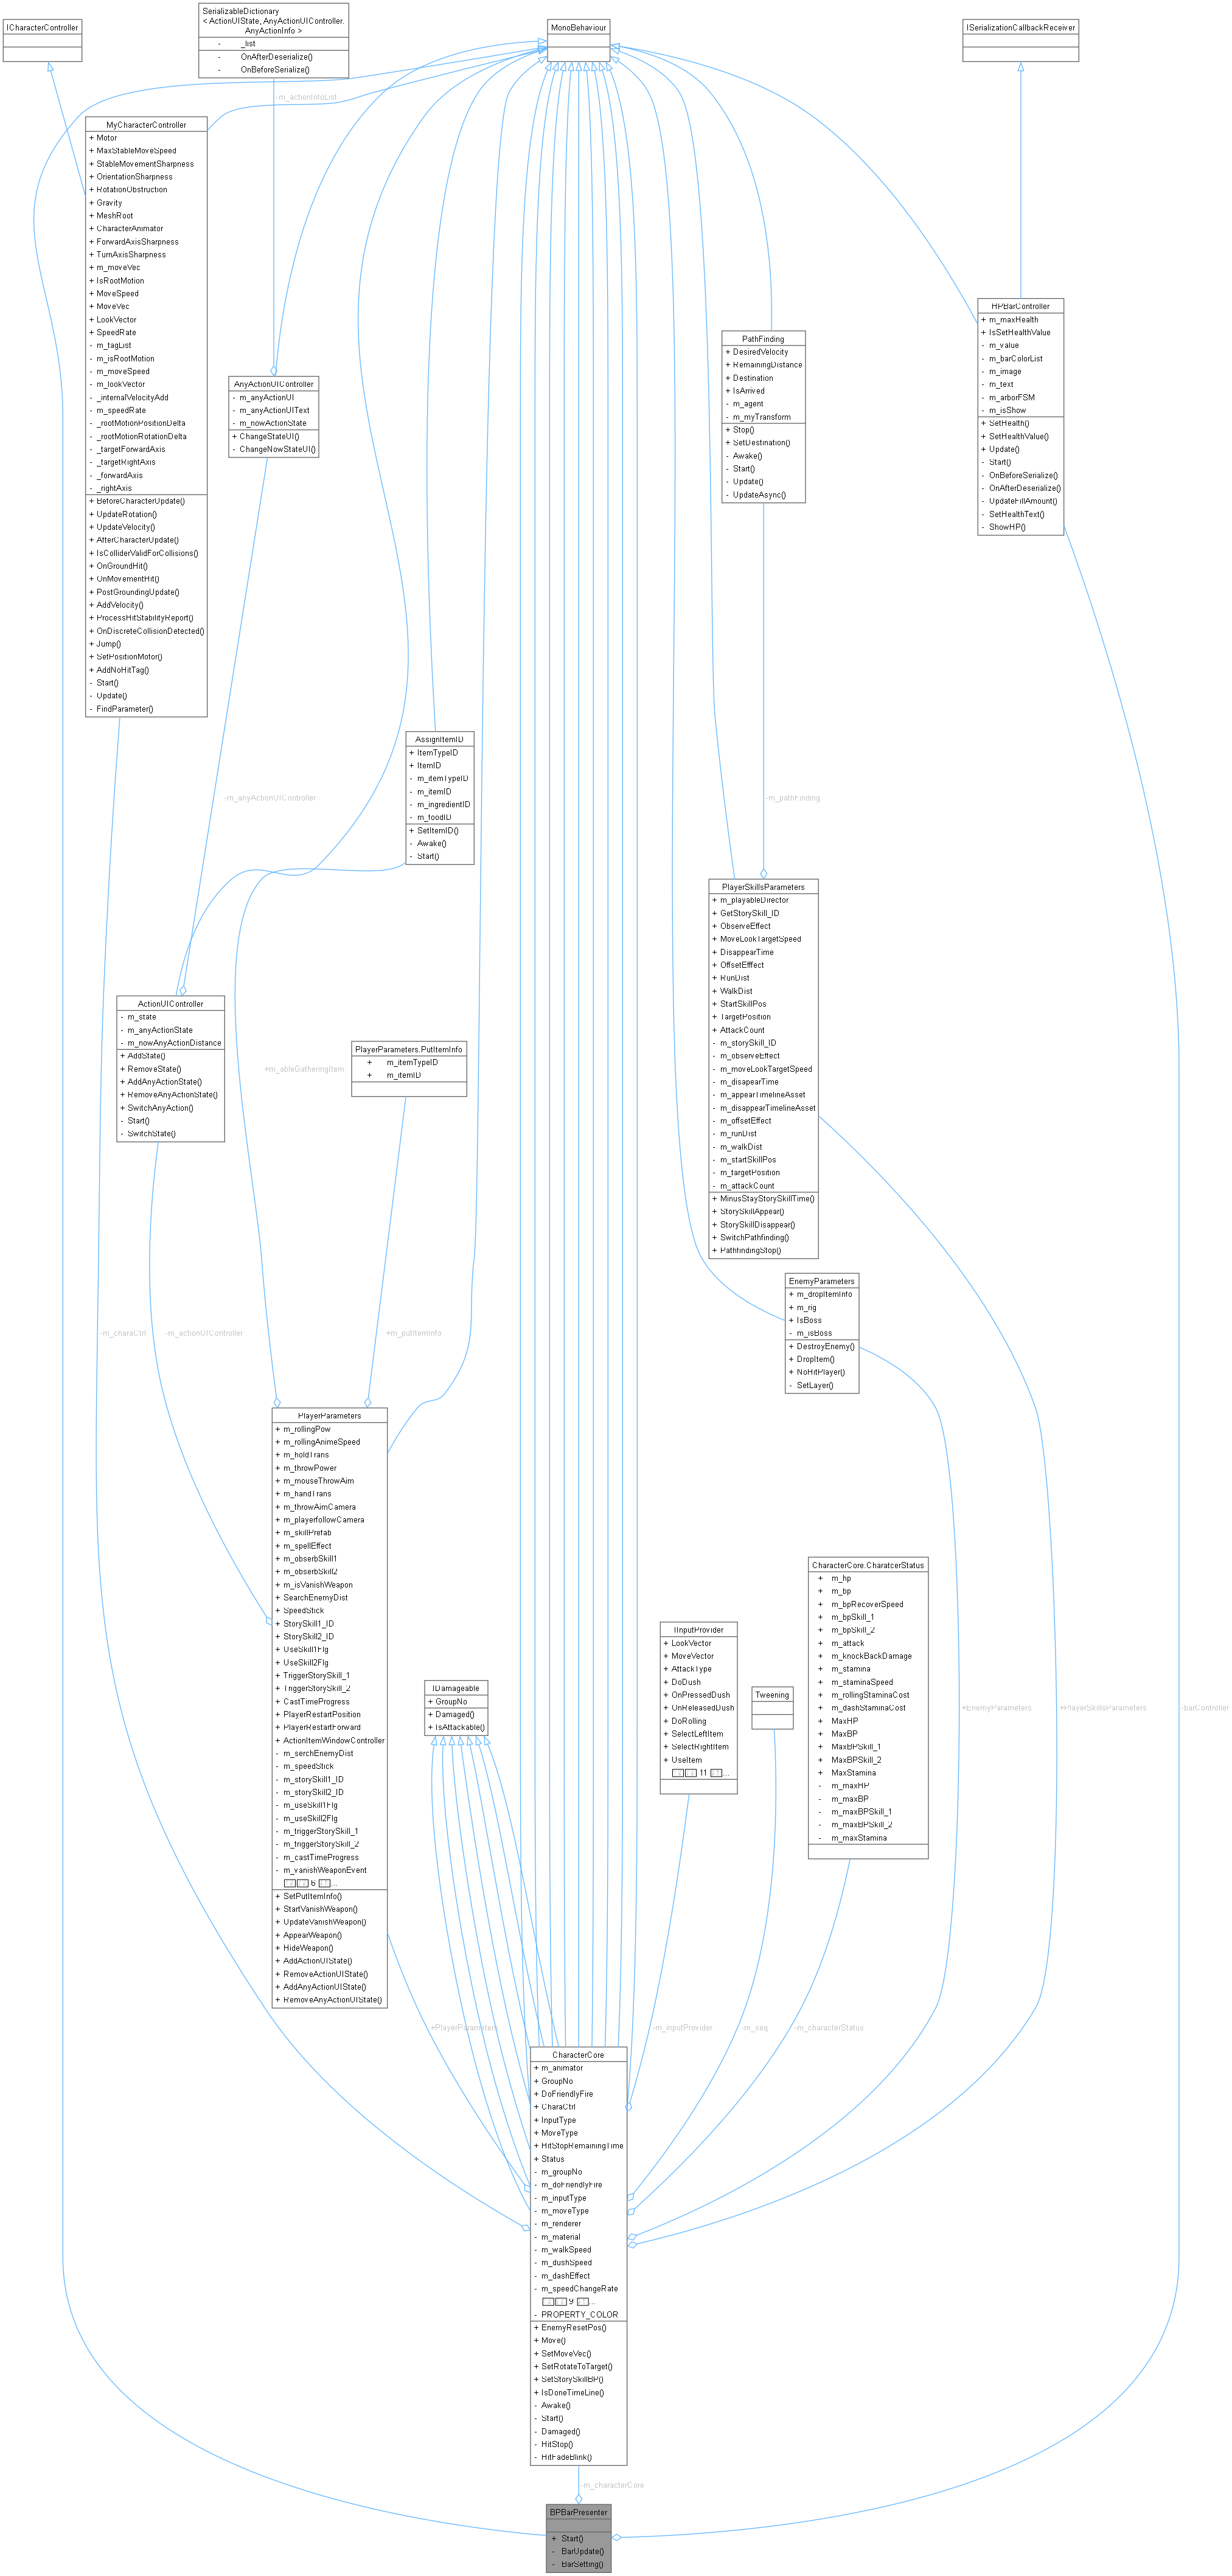 ICharacterController
SerializableDictionary
< ActionUIState, AnyActionUIController.
AnyActionInfo >
- _list
- OnAfterDeserialize()
- OnBeforeSerialize()
MonoBehaviour
ISerializationCallbackReceiver
-m_actionInfoList
MyCharacterController
+ Motor
+ MaxStableMoveSpeed
+ StableMovementSharpness
+ OrientationSharpness
+ RotationObstruction
+ Gravity
+ MeshRoot
+ CharacterAnimator
+ ForwardAxisSharpness
+ TurnAxisSharpness
+ m_moveVec
+ IsRootMotion
+ MoveSpeed
+ MoveVec
+ LookVector
+ SpeedRate
- m_tagList
- m_isRootMotion
- m_moveSpeed
- m_lookVector
- _internalVelocityAdd
- m_speedRate
- _rootMotionPositionDelta
- _rootMotionRotationDelta
- _targetForwardAxis
- _targetRightAxis
- _forwardAxis
- _rightAxis
+ BeforeCharacterUpdate()
+ UpdateRotation()
+ UpdateVelocity()
+ AfterCharacterUpdate()
+ IsColliderValidForCollisions()
+ OnGroundHit()
+ OnMovementHit()
+ PostGroundingUpdate()
+ AddVelocity()
+ ProcessHitStabilityReport()
+ OnDiscreteCollisionDetected()
+ Jump()
+ SetPositionMotor()
+ AddNoHitTag()
- Start()
- Update()
- FindParameter()
AnyActionUIController
- m_anyActionUI
- m_anyActionUIText
- m_nowActionState
+ ChangeStateUI()
- ChangeNowStateUI()
PathFinding
+ DesiredVelocity
+ RemainingDistance
+ Destination
+ IsArrived
- m_agent
- m_myTransform
+ Stop()
+ SetDestination()
- Awake()
- Start()
- Update()
- UpdateAsync()
HPBarController
+ m_maxHealth
+ IsSetHealthValue
- m_value
- m_barColorList
- m_image
- m_text
- m_arborFSM
- m_isShow
+ SetHealth()
+ SetHealthValue()
+ Update()
- Start()
- OnBeforeSerialize()
- OnAfterDeserialize()
- UpdateFillAmount()
- SetHealthText()
- ShowHP()
AssignItemID
+ ItemTypeID
+ ItemID
- m_itemTypeID
- m_itemID
- m_ingredientID
- m_foodID
+ SetItemID()
- Awake()
- Start()
-m_anyActionUIController
-m_pathFinding
PlayerSkillsParameters
+ m_playableDirector
+ GetStorySkill_ID
+ ObserveEffect
+ MoveLookTargetSpeed
+ DisappearTime
+ OffsetEfffect
+ RunDist
+ WalkDist
+ StartSkillPos
+ TargetPosition
+ AttackCount
- m_storySkill_ID
- m_observeEffect
- m_moveLookTargetSpeed
- m_disapearTime
- m_appearTimelineAsset
- m_disappearTimelineAsset
- m_offsetEffect
- m_runDist
- m_walkDist
- m_startSkillPos
- m_targetPosition
- m_attackCount
+ MinusStayStorySkillTime()
+ StorySkillAppear()
+ StorySkillDisappear()
+ SwitchPathfinding()
+ PathfindingStop()
ActionUIController
- m_state
- m_anyActionState
- m_nowAnyActionDistance
+ AddState()
+ RemoveState()
+ AddAnyActionState()
+ RemoveAnyActionState()
+ SwitchAnyAction()
- Start()
- SwitchState()
PlayerParameters.PutItemInfo
+ m_itemTypeID
+ m_itemID
+m_ableGatheringItem
EnemyParameters
+ m_dropItemInfo
+ m_rig
+ IsBoss
- m_isBoss
+ DestroyEnemy()
+ DropItem()
+ NoHitPlayer()
- SetLayer()
-m_charaCtrl
-m_actionUIController
+m_putItemInfo
PlayerParameters
+ m_rollingPow
+ m_rollingAnimeSpeed
+ m_holdTrans
+ m_throwPower
+ m_mouseThrowAim
+ m_handTrans
+ m_throwAimCamera
+ m_playerfollowCamera
+ m_skillPrefab
+ m_spellEffect
+ m_obserbSkill1
+ m_obserbSkill2
+ m_isVanishWeapon
+ SearchEnemyDist
+ SpeedStick
+ StorySkill1_ID
+ StorySkill2_ID
+ UseSkill1Flg
+ UseSkill2Flg
+ TriggerStorySkill_1
+ TriggerStorySkill_2
+ CastTimeProgress
+ PlayerRestartPosition
+ PlayerRestartForward
+ ActionItemWindowController
- m_serchEnemyDist
- m_speedStick
- m_storySkill1_ID
- m_storySkill2_ID
- m_useSkill1Flg
- m_useSkill2Flg
- m_triggerStorySkill_1
- m_triggerStorySkill_2
- m_castTimeProgress
- m_vanishWeaponEvent
6 ...
+ SetPutItemInfo()
+ StartVanishWeapon()
+ UpdateVanishWeapon()
+ AppearWeapon()
+ HideWeapon()
+ AddActionUIState()
+ RemoveActionUIState()
+ AddAnyActionUIState()
+ RemoveAnyActionUIState()
IDamageable
+ GroupNo
+ Damaged()
+ IsAttackable()
IInputProvider
+ LookVector
+ MoveVector
+ AttackType
+ DoDush
+ OnPressedDush
+ UnReleasedDush
+ DoRolling
+ SelectLeftItem
+ SelectRightItem
+ UseItem
11 ...
Tweening
CharacterCore.CharatcerStatus
+ m_hp
+ m_bp
+ m_bpRecoverSpeed
+ m_bpSkill_1
+ m_bpSkill_2
+ m_attack
+ m_knockBackDamage
+ m_stamina
+ m_staminaSpeed
+ m_rollingStaminaCost
+ m_dashStaminaCost
+ MaxHP
+ MaxBP
+ MaxBPSkill_1
+ MaxBPSkill_2
+ MaxStamina
- m_maxHP
- m_maxBP
- m_maxBPSkill_1
- m_maxBPSkill_2
- m_maxStamina
+EnemyParameters
+PlayerSkillsParameters
-barController
+PlayerParameters
-m_inputProvider
-m_seq
-m_characterStatus
CharacterCore
+ m_animator
+ GroupNo
+ DoFriendlyFire
+ CharaCtrl
+ InputType
+ MoveType
+ HitStopRemainingTime
+ Status
- m_groupNo
- m_doFriendlyFire
- m_inputType
- m_moveType
- m_renderer
- m_material
- m_walkSpeed
- m_dushSpeed
- m_dashEffect
- m_speedChangeRate
9 ...
- PROPERTY_COLOR
+ EnemyResetPos()
+ Move()
+ SetMoveVec()
+ SetRotateToTarget()
+ SetStorySkillBP()
+ IsDoneTimeLine()
- Awake()
- Start()
- Damaged()
- HitStop()
- HitFadeBlink()
-m_characterCore
BPBarPresenter
+ Start()
- BarUpdate()
- BarSetting()